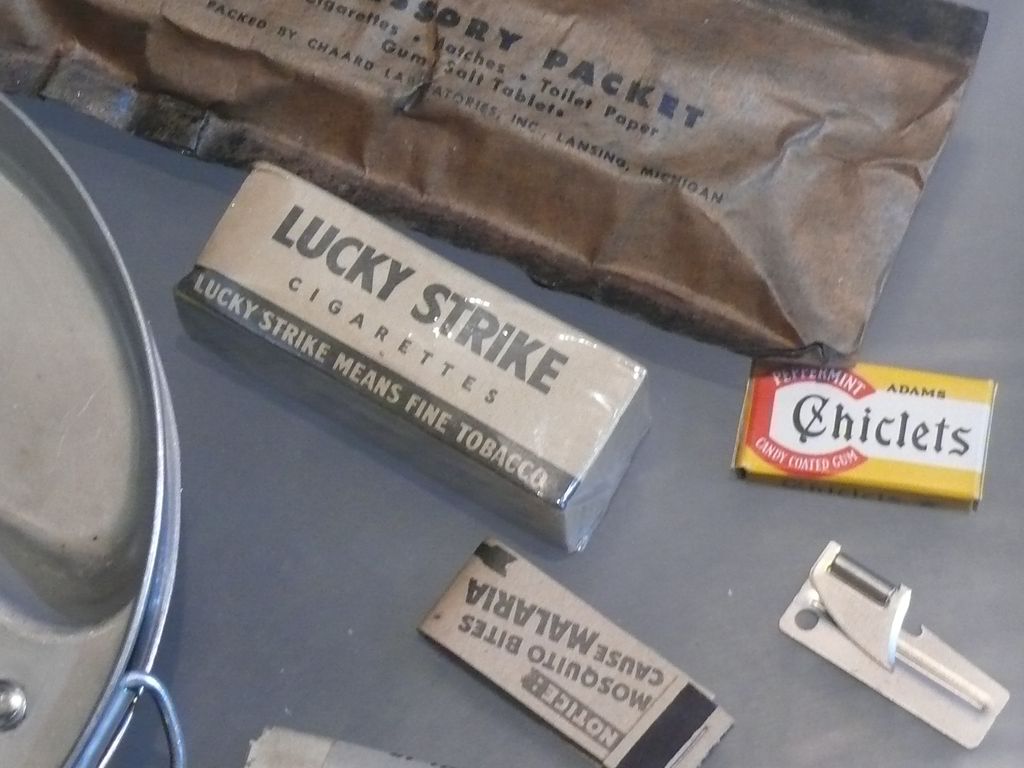 SSORY PACKET
Cigarettes • Matches • Toilet Paper
Gum Salt Tablets
PACKED BY CHAARD LABORATORIES, INC., LANSING, MICHIGAN
LUCKY STRIKE
CIGARETTES
LUCKY STRIKE MEANS FINE TOBACCO
PEPPERMINT
ADAMS
Chiclets
CANDY COATED GUM
Chiclets
NOTICE
MOSQUITO BITES
CAUSE MALARIA